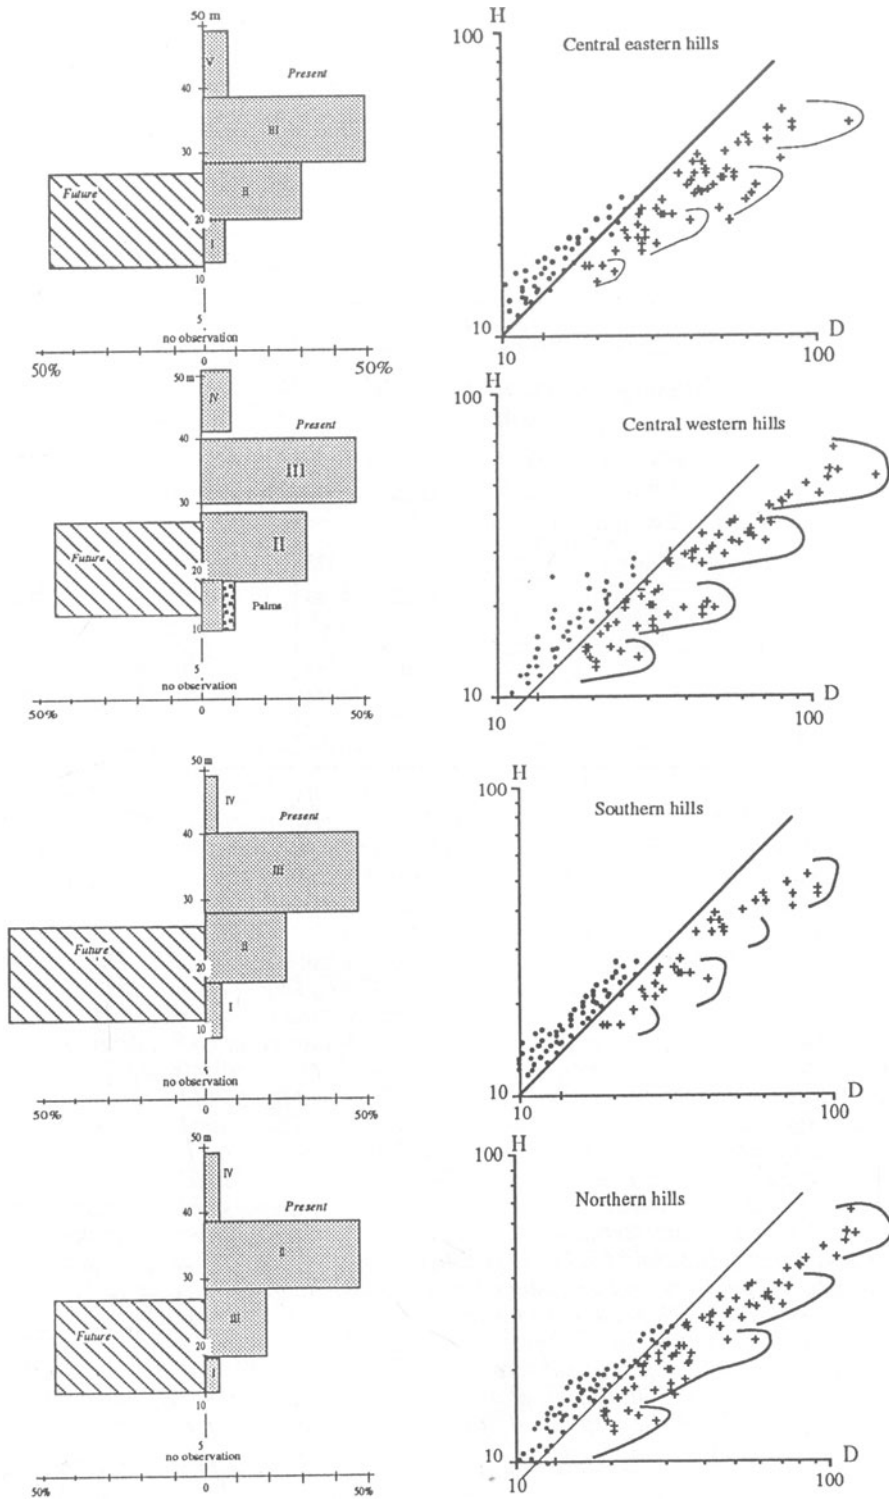 50 m
V
Present
40
III
30
Future
II
20
I
10
5
no observation
0
50%
50%
H
100
Central eastern hills
10
D
10
100
50 m
IV
Present
40
III
30
II
Future
20
Palms
10
5
no observation
50%
0
50%
H
100
Central western hills
10
D
10
100
50 m
IV
Present
40
III
30
II
Future
20
I
10
5
no observation
50%
0
50%
H
100
Southern hills
10
D
10
100
50 m
IV
Present
40
II
30
III
Future
20
I
10
5
no observation
50%
0
50%
H
100
Northern hills
10
D
10
100